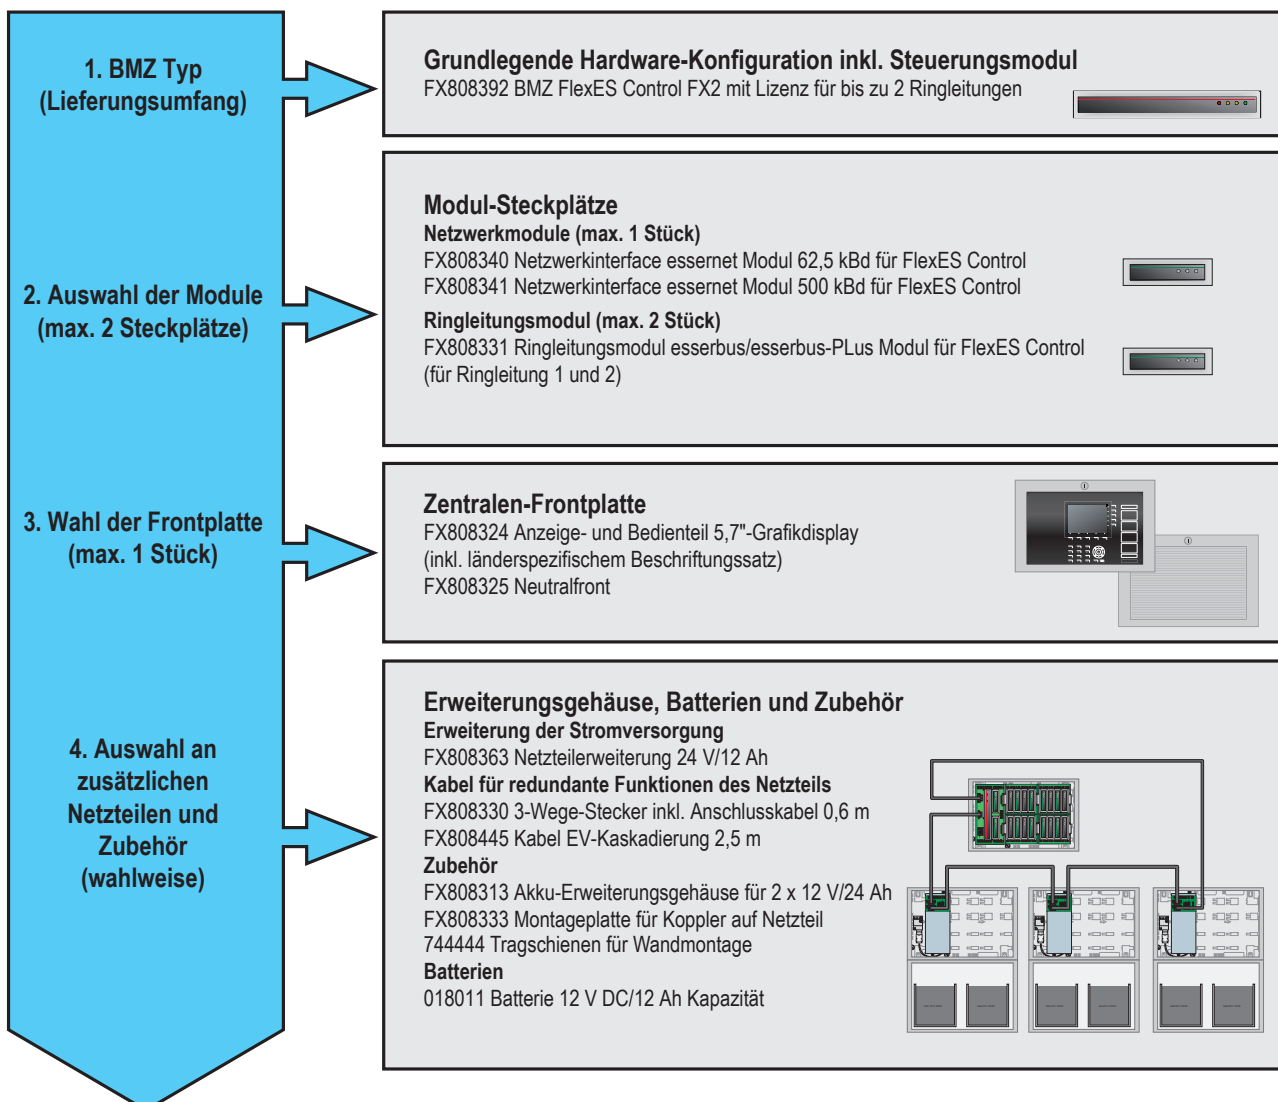 1. BMZ Typ
(Lieferungsumfang)
Grundlegende Hardware-Konfiguration inkl. Steuerungsmodul
FX808392 BMZ FlexES Control FX2 mit Lizenz für bis zu 2 Ringleitungen
2. Auswahl der Module
(max. 2 Steckplätze)
Modul-Steckplätze
Netzwerkmodule (max. 1 Stück)
FX808340 Netzwerkinterface essernet Modul 62,5 kBd für FlexES Control
FX808341 Netzwerkinterface essernet Modul 500 kBd für FlexES Control
Ringleitungsmodul (max. 2 Stück)
FX808331 Ringleitungsmodul esserbus/esserbus-PLus Modul für FlexES Control
(für Ringleitung 1 und 2)
3. Wahl der Frontplatte
(max. 1 Stück)
Zentralen-Frontplatte
FX808324 Anzeige- und Bedienteil 5,7"-Grafikdisplay
(inkl. länderspezifischem Beschriftungssatz)
FX808325 Neutralfront
4. Auswahl an
zusätzlichen
Netzteilen und
Zubehör
(wahlweise)
Erweiterungsgehäuse, Batterien und Zubehör
Erweiterung der Stromversorgung
FX808363 Netzteilerweiterung 24 V/12 Ah
Kabel für redundante Funktionen des Netzteils
FX808330 3-Wege-Stecker inkl. Anschlusskabel 0,6 m
FX808445 Kabel EV-Kaskadierung 2,5 m
Zubehör
FX808313 Akku-Erweiterungsgehäuse für 2 x 12 V/24 Ah
FX808333 Montageplatte für Koppler auf Netzteil
744444 Tragschienen für Wandmontage
Batterien
018011 Batterie 12 V DC/12 Ah Kapazität